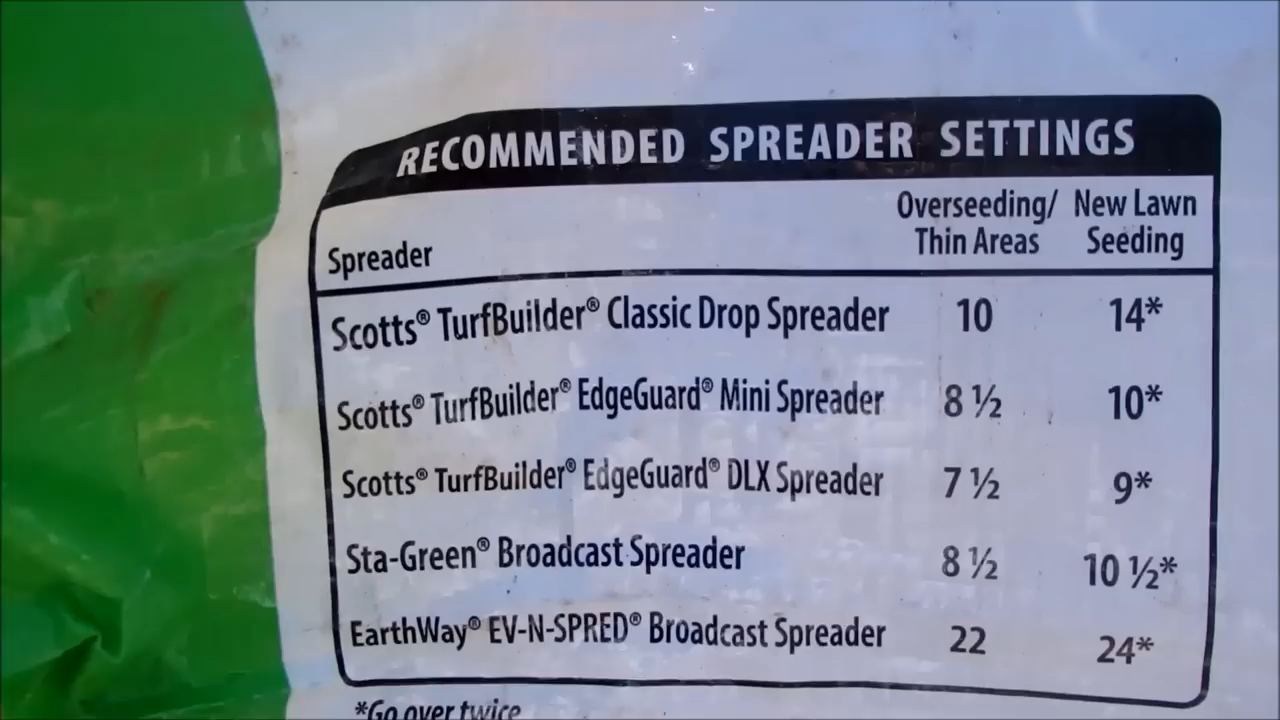 RECOMMENDED SPREADER SETTINGS
Spreader Overseeding/ Thin Areas New Lawn Seeding
Scotts® TurfBuilder® Classic Drop Spreader 10 14*
Scotts® TurfBuilder® EdgeGuard® Mini Spreader 8 ½ 10*
Scotts® TurfBuilder® EdgeGuard® DLX Spreader 7 ½ 9*
Sta-Green® Broadcast Spreader 8 ½ 10 ½*
EarthWay® EV-N-SPRED® Broadcast Spreader 22 24*
*Go over twice